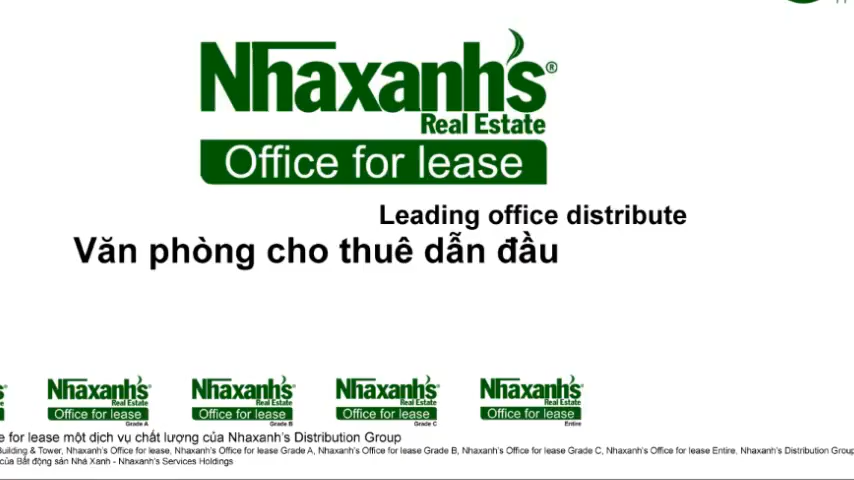 Nhaxanh's®
Real Estate
Office for lease
Leading office distribute
Văn phòng cho thuê dẫn đầu
Nhaxanh's Real Estate Office for lease Grade A
Nhaxanh's Real Estate Office for lease Grade B
Nhaxanh's Real Estate Office for lease Grade C
Nhaxanh's Real Estate Office for lease Entire
e for lease một dịch vụ chất lượng của Nhaxanh's Distribution Group
Building & Tower, Nhaxanh's Office for lease, Nhaxanh's Office for lease Grade A, Nhaxanh's Office for lease Grade B, Nhaxanh's Office for lease Grade C, Nhaxanh's Office for lease Entire, Nhaxanh's Distribution Group
của Bất động sản Nhà Xanh - Nhaxanh's Services Holdings